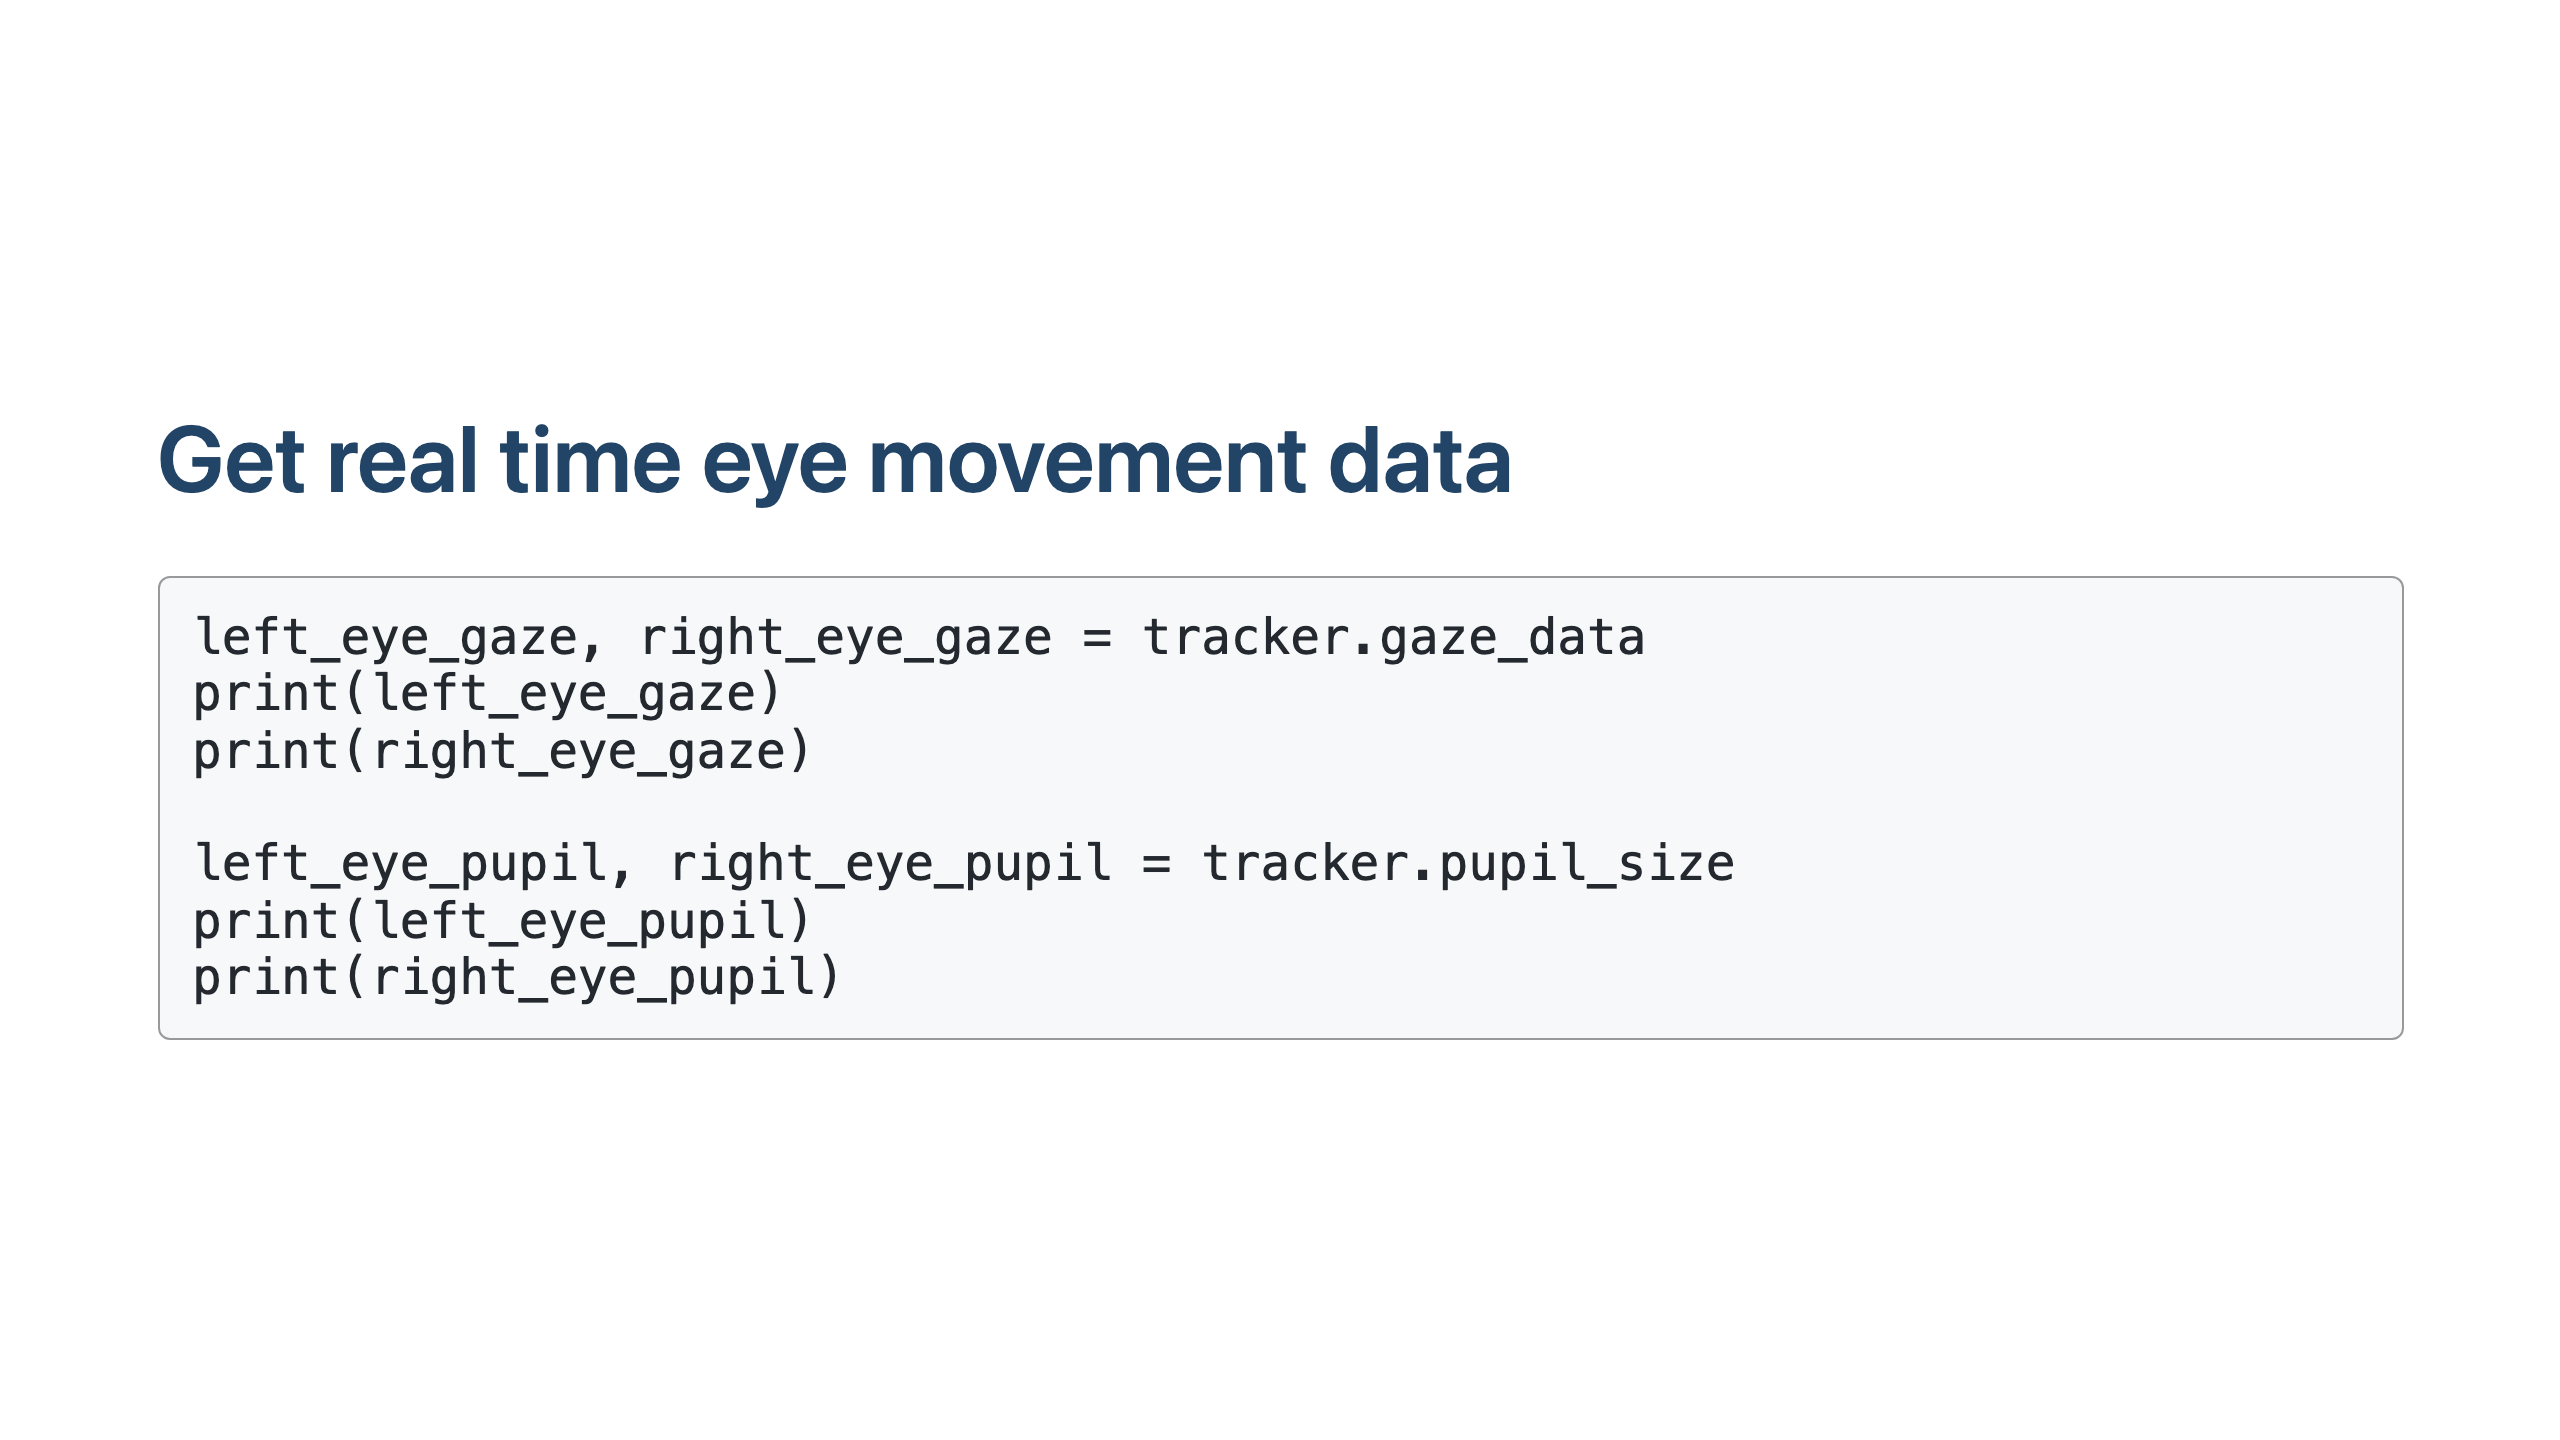 Get real time eye movement data
left_eye_gaze, right_eye_gaze = tracker.gaze_data
print(left_eye_gaze)
print(right_eye_gaze)
left_eye_pupil, right_eye_pupil = tracker.pupil_size
print(left_eye_pupil)
print(right_eye_pupil)